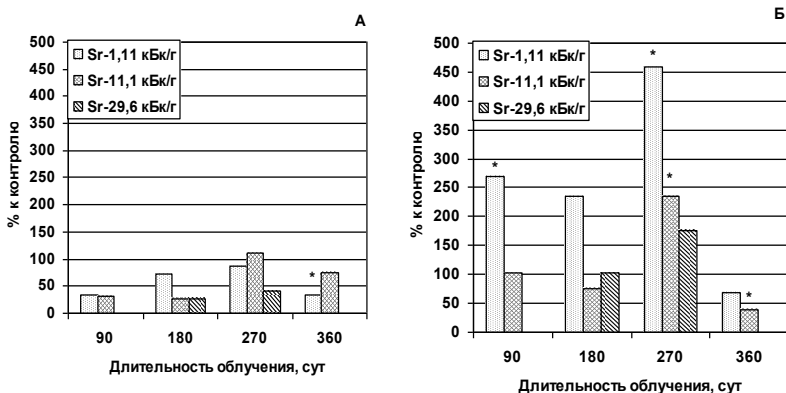 А
500
450
400
350
300
250
200
150
100
50
0
% к контролю
Sr-1,11 кБк/г
Sr-11,1 кБк/г
Sr-29,6 кБк/г
*
90 180 270 360
Длительность облучения, сут
Б
500
450
400
350
300
250
200
150
100
50
0
% к контролю
Sr-1,11 кБк/г
Sr-11,1 кБк/г
Sr-29,6 кБк/г
*
*
*
*
90 180 270 360
Длительность облучения, сут